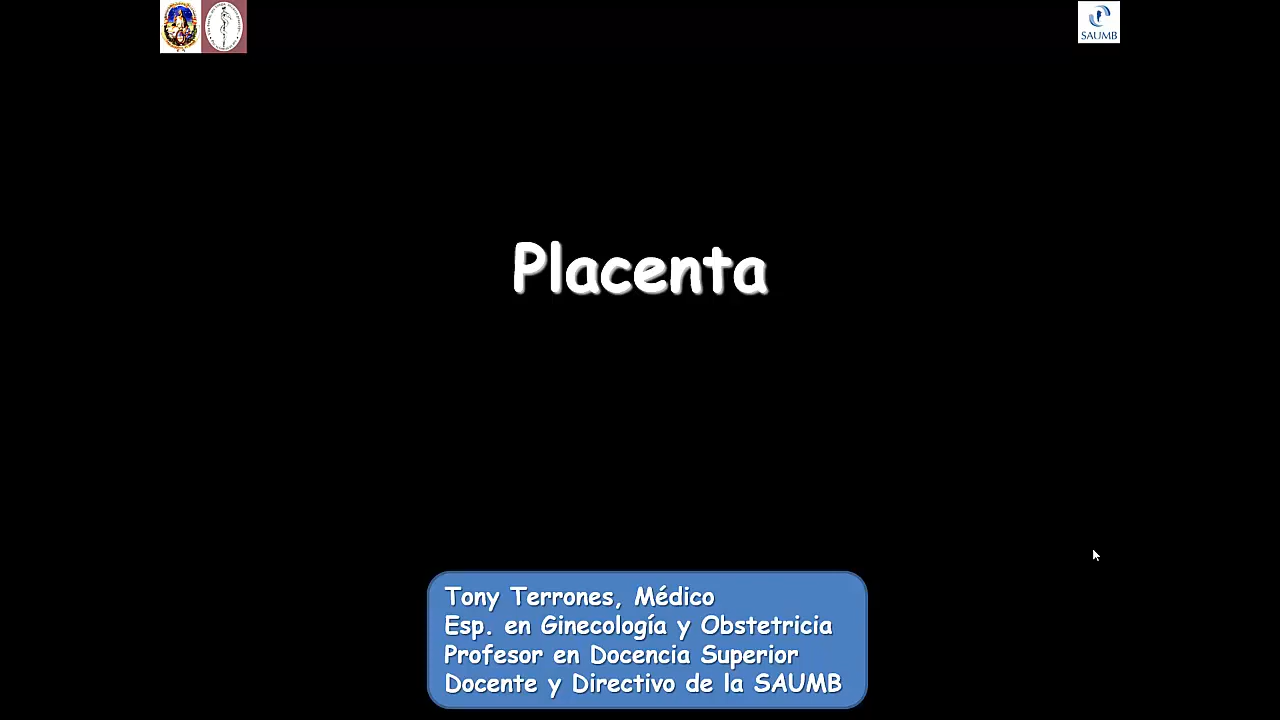 SAUMB
Placenta
Tony Terrones, Médico
Esp. en Ginecología y Obstetricia
Profesor en Docencia Superior
Docente y Directivo de la SAUMB